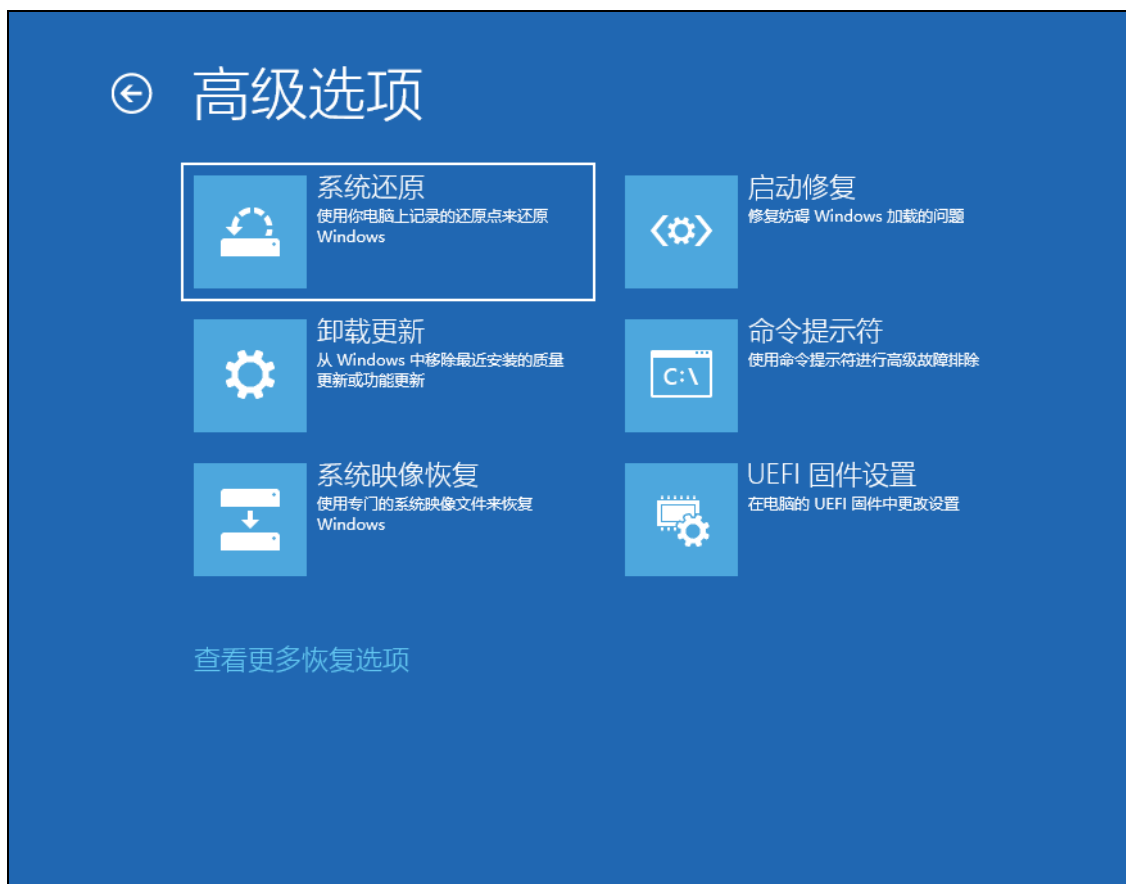 高级选项
系统还原
使用你电脑上记录的还原点来还原
Windows
启动修复
修复妨碍 Windows 加载的问题
卸载更新
从 Windows 中移除最近安装的质量
更新或功能更新
命令提示符
使用命令提示符进行高级故障排除
C:\
系统映像恢复
使用专门的系统映像文件来恢复
Windows
UEFI 固件设置
在电脑的 UEFI 固件中更改设置
查看更多恢复选项